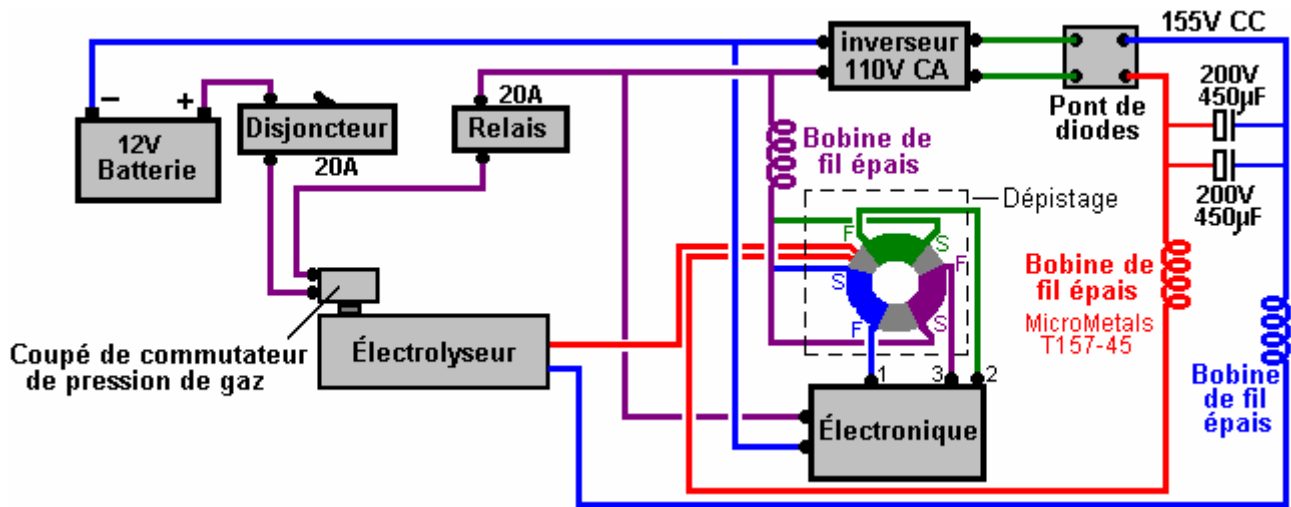 155V CC
inverseur
110V CA
200V
450µF
20A
Pont de
diodes
Disjoncteur
Relais
12V
Batterie
20A
Bobine de
fil épais
Dépistage
200V
450µF
F
S
F
S
S
F
Bobine de
fil épais
MicroMetals
T157-45
Coupé de commutateur
de pression de gaz
Électrolyseur
Bobine
de fil
épais
1
3
2
Électronique
− +